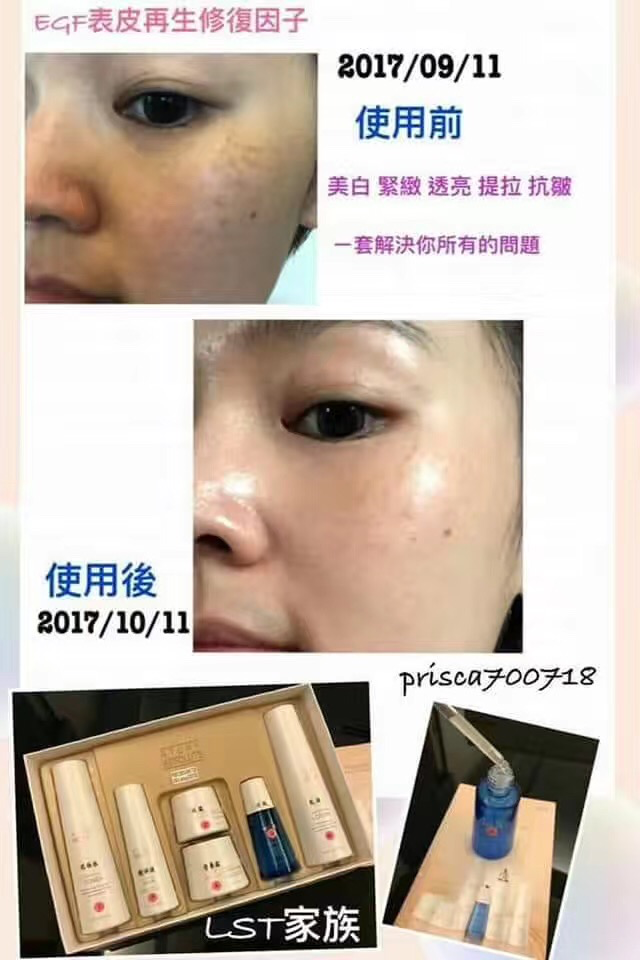 EGF表皮再生修復因子
2017/09/11
使用前
美白 緊緻 透亮 提拉 抗皺
一套解決你所有的問題
使用後
2017/10/11
prisca700718
LST家族